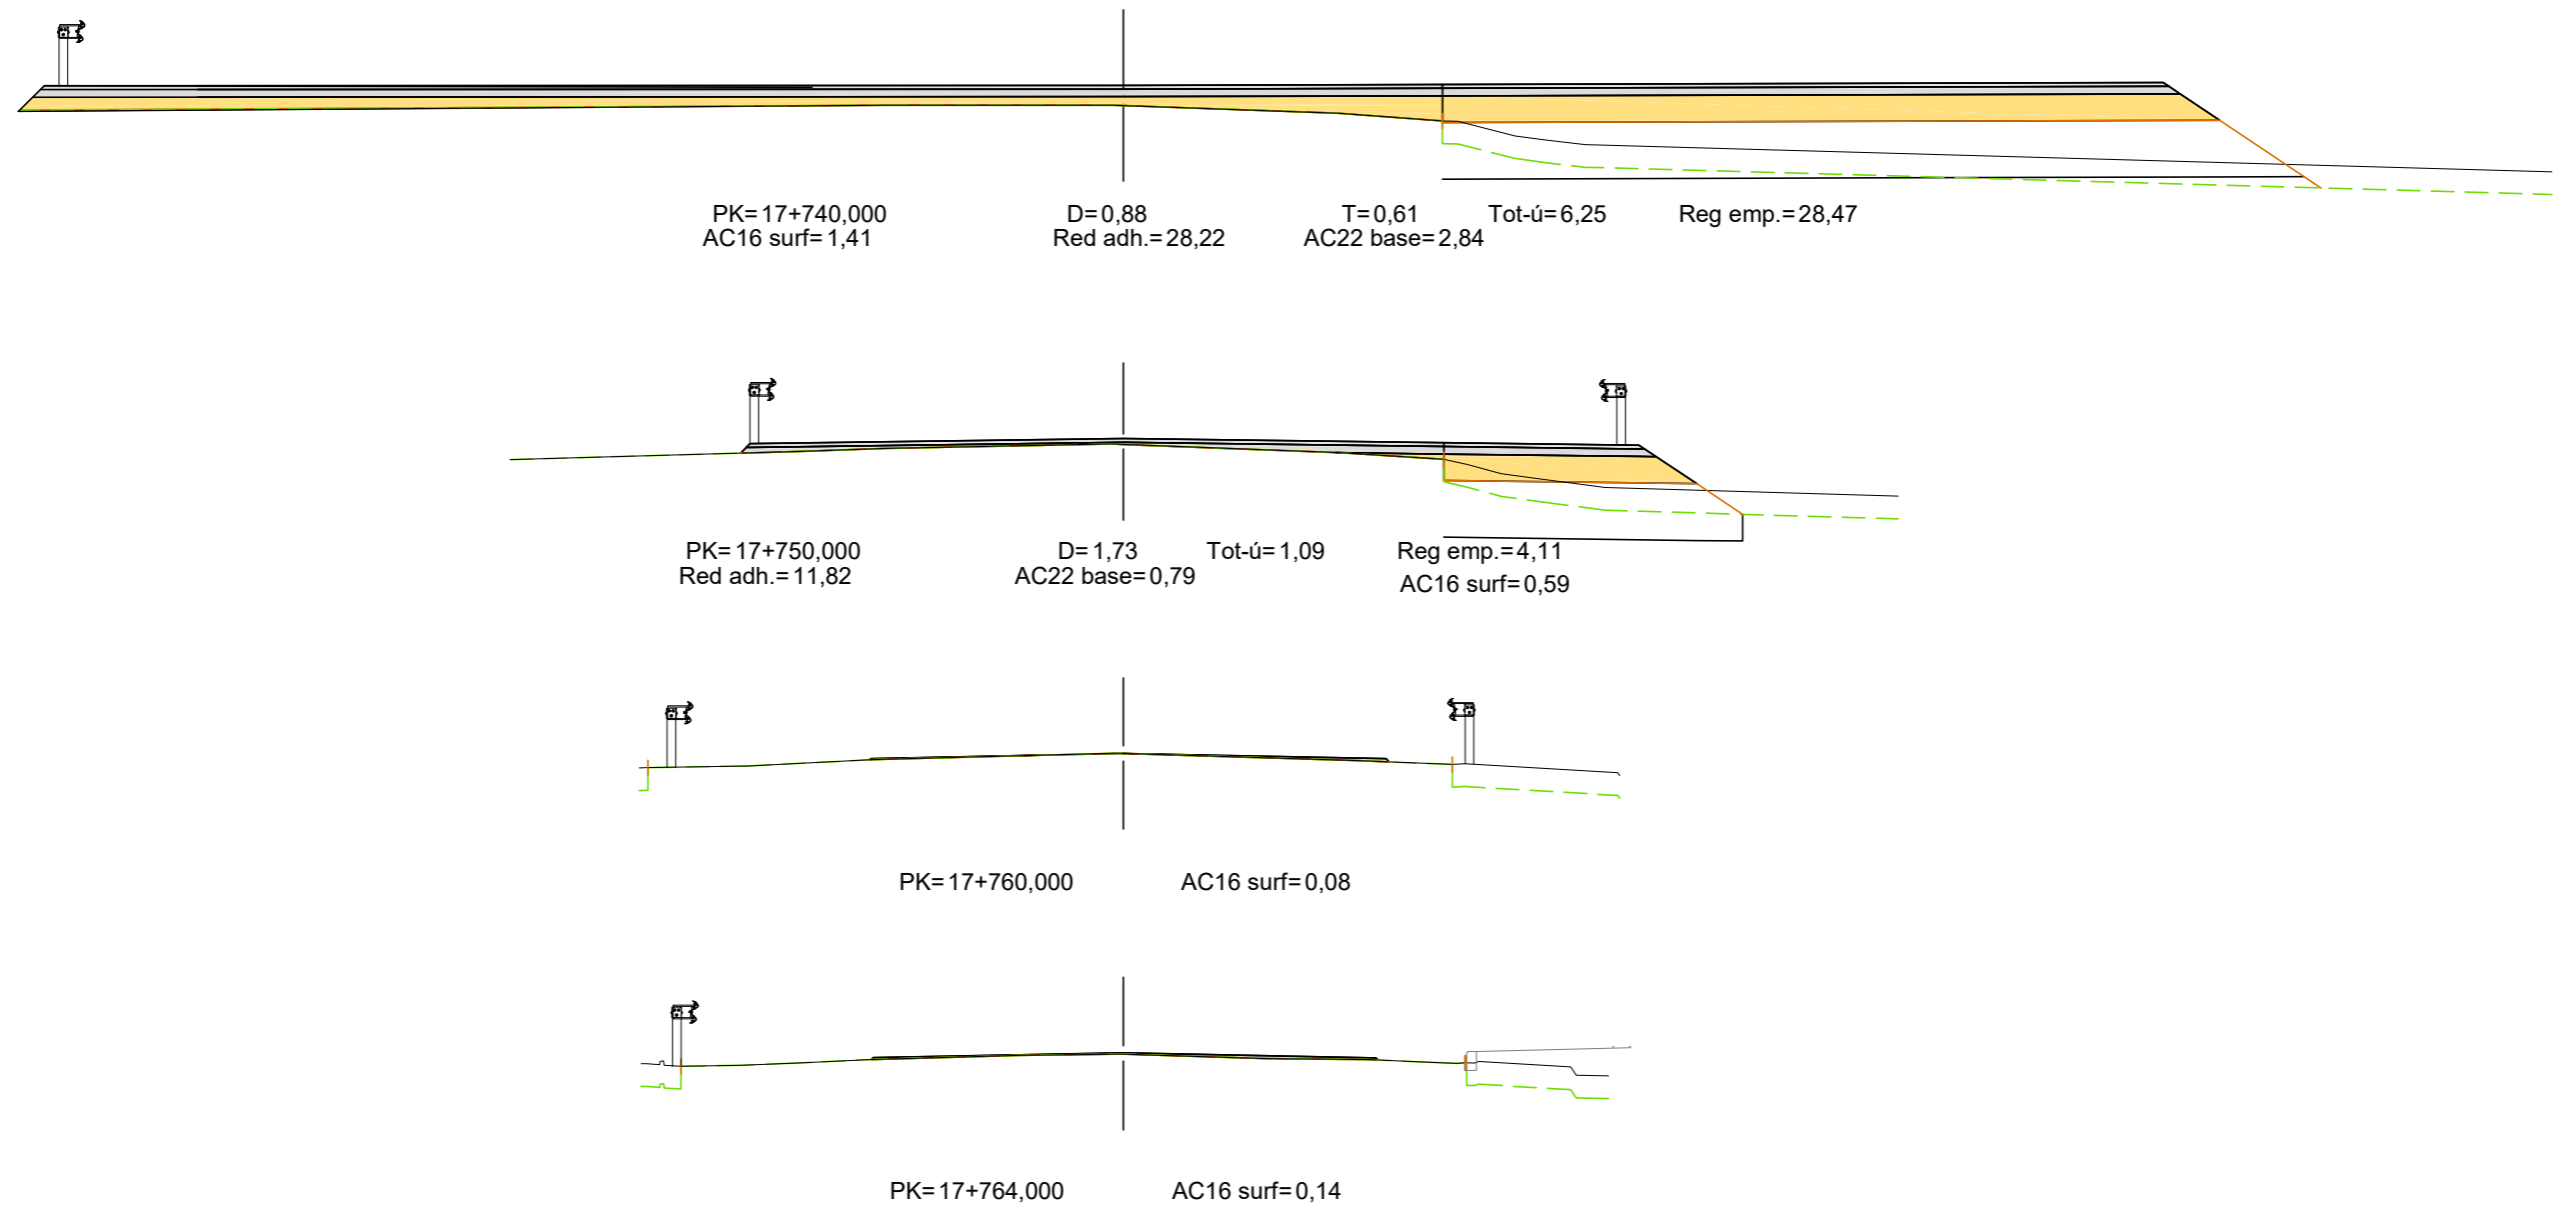 PK=17+740,000 D=0,88 T=0,61 Tot-ú=6,25 Reg emp.=28,47
AC16 surf=1,41 Red adh.=28,22 AC22 base=2,84
PK=17+750,000 D=1,73 Tot-ú=1,09 Reg emp.=4,11
Red adh.=11,82 AC22 base=0,79 AC16 surf=0,59
PK=17+760,000 AC16 surf=0,08
PK=17+764,000 AC16 surf=0,14